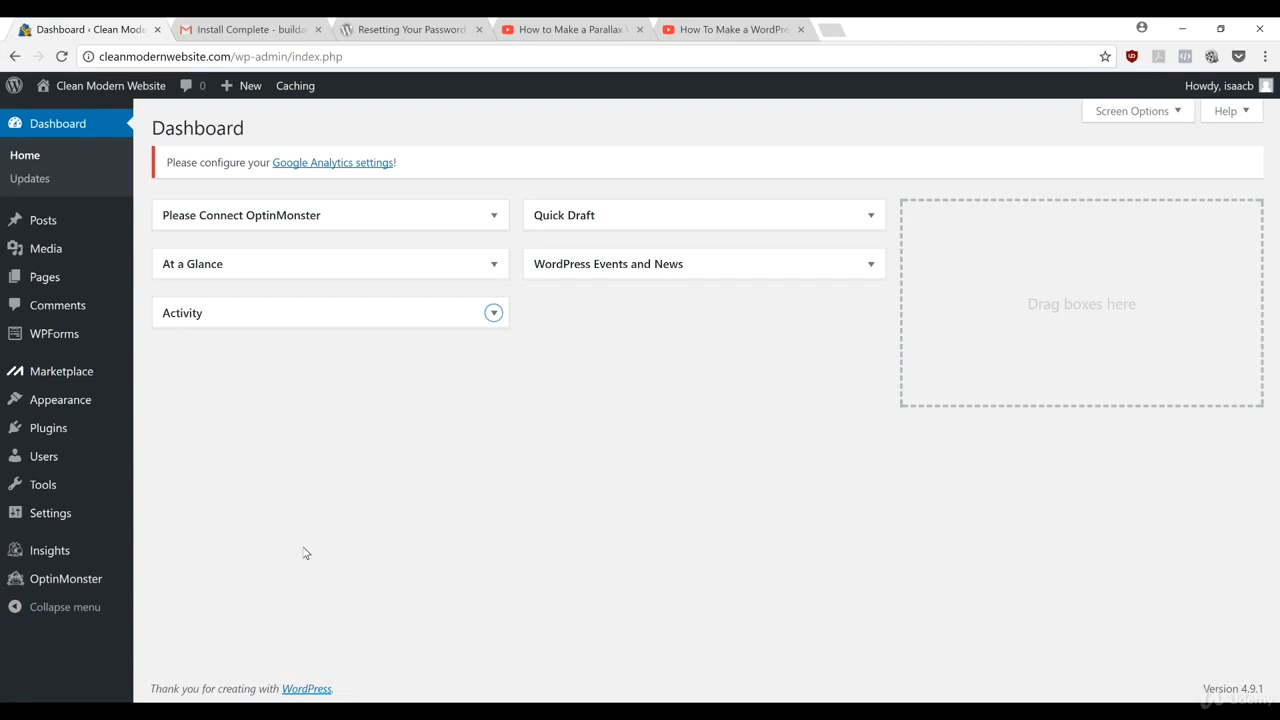 Dashboard ‹ Clean Moder
Install Complete - builda
Resetting Your Password
How to Make a Parallax
How To Make a WordPre
cleanmodernwebsite.com/wp-admin/index.php
Clean Modern Website
0
New
Caching
Howdy, isaacb
Dashboard
Home
Updates
Posts
Media
Pages
Comments
WPForms
Marketplace
Appearance
Plugins
Users
Tools
Settings
Insights
OptinMonster
Collapse menu
Screen Options
Help
Dashboard
Please configure your Google Analytics settings!
Please Connect OptinMonster
Quick Draft
At a Glance
WordPress Events and News
Activity
Drag boxes here
Thank you for creating with WordPress.
Version 4.9.1
Udemy